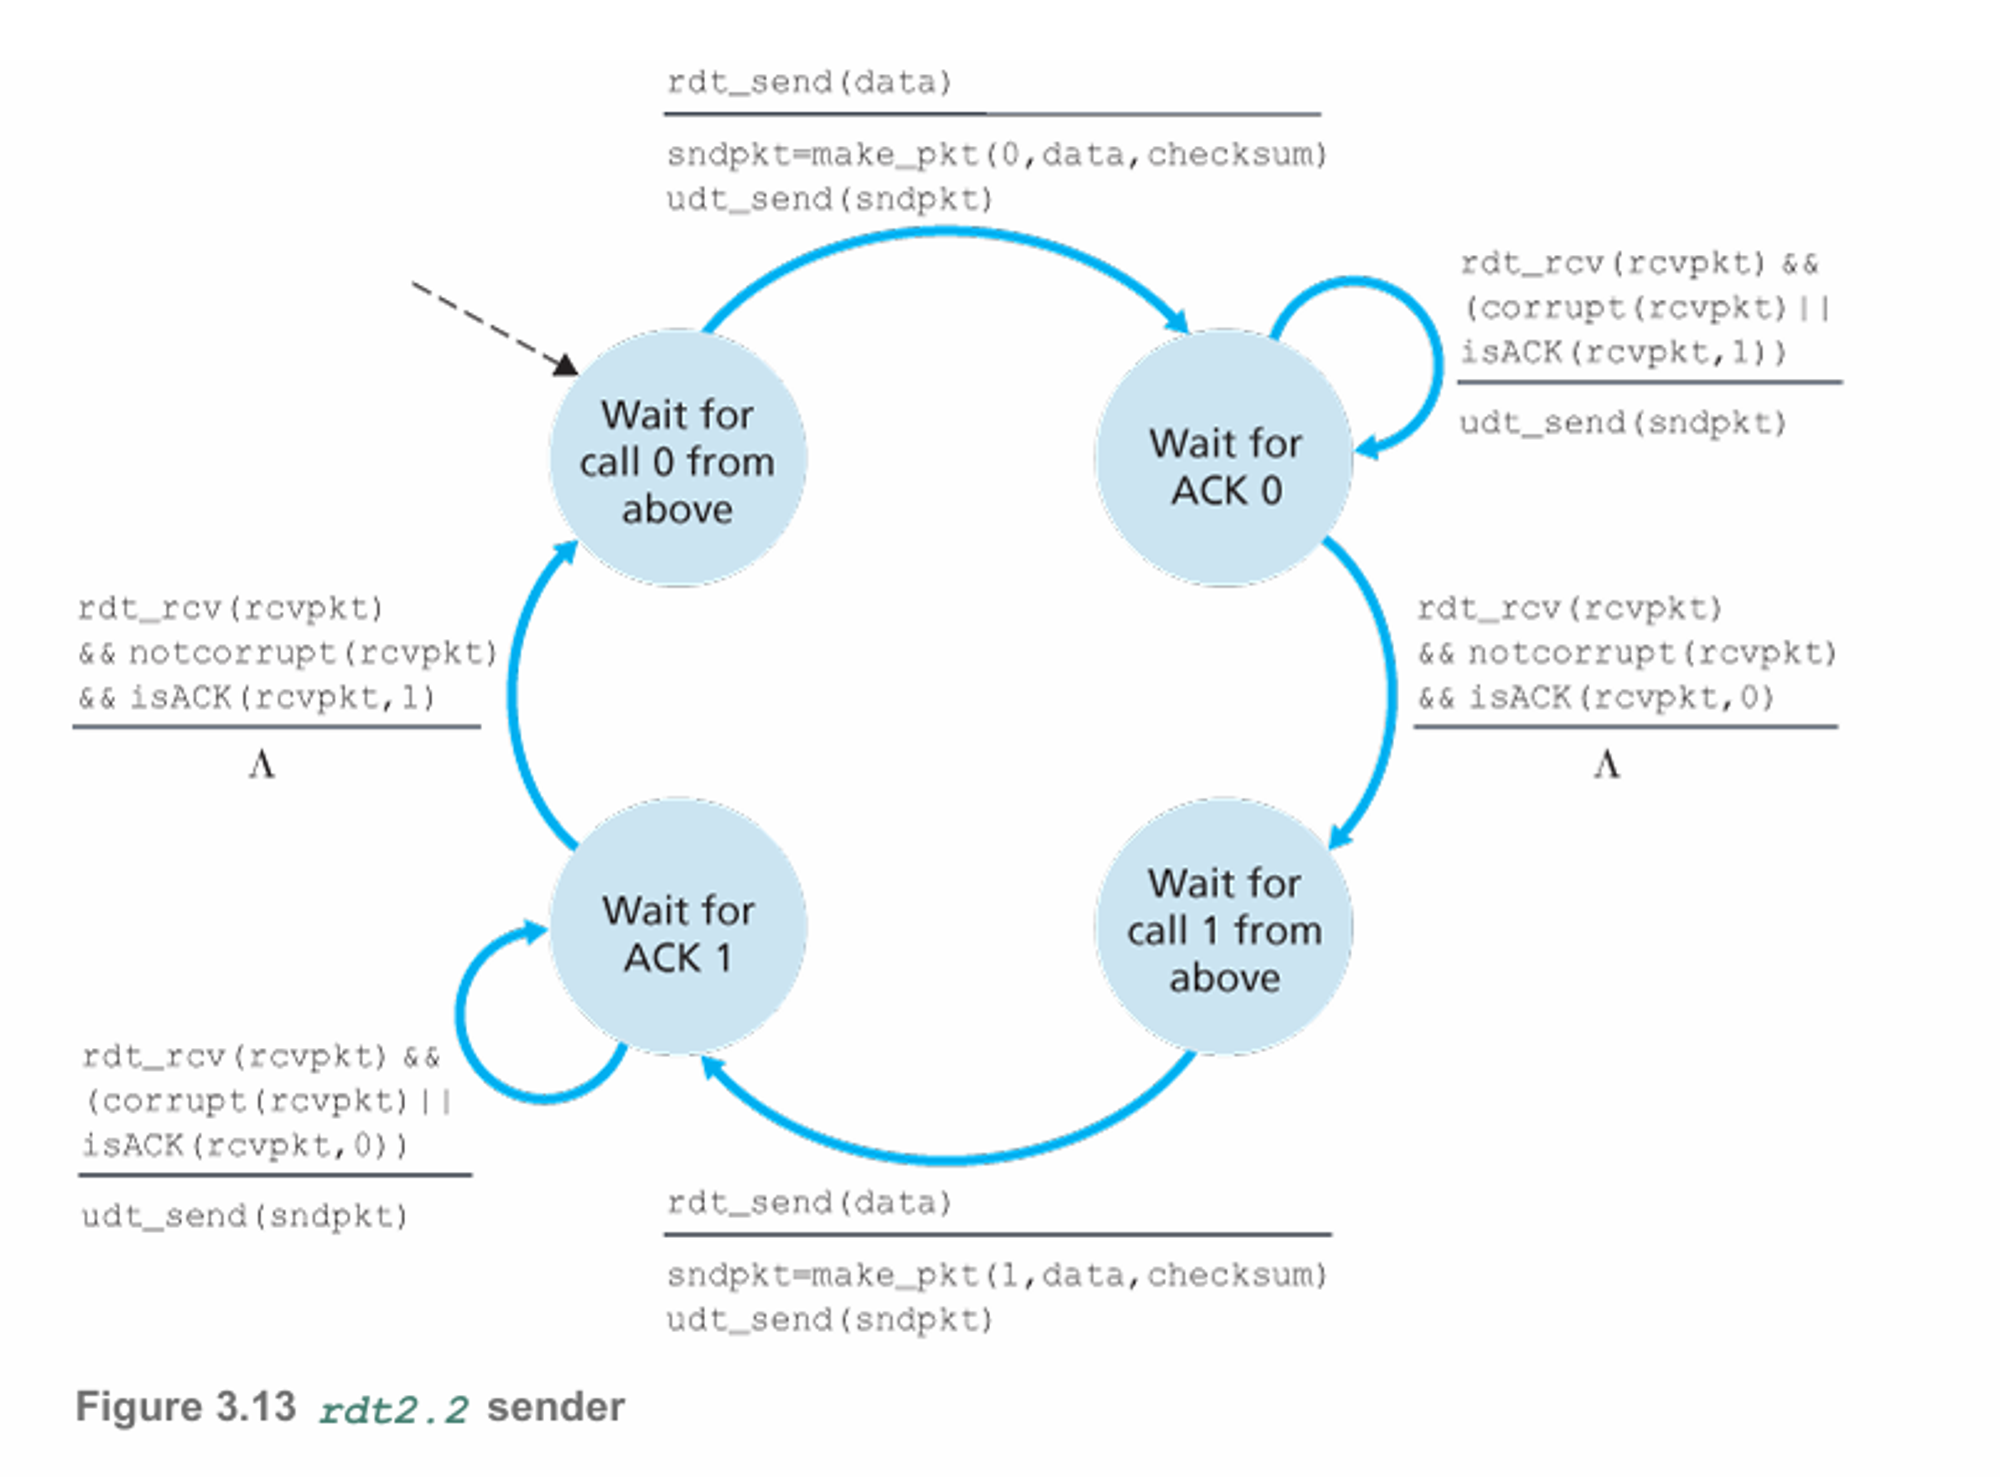 rdt_send(data)
sndpkt=make_pkt(0,data,checksum)
udt_send(sndpkt)
rdt_rcv(rcvpkt) &&
(corrupt(rcvpkt)||
isACK(rcvpkt,1))
udt_send(sndpkt)
Wait for
call 0 from
above
Wait for
ACK 0
rdt_rcv(rcvpkt)
&& notcorrupt(rcvpkt)
&& isACK(rcvpkt,1)
Λ
rdt_rcv(rcvpkt)
&& notcorrupt(rcvpkt)
&& isACK(rcvpkt,0)
Λ
Wait for
ACK 1
Wait for
call 1 from
above
rdt_rcv(rcvpkt) &&
(corrupt(rcvpkt)||
isACK(rcvpkt,0))
udt_send(sndpkt)
rdt_send(data)
sndpkt=make_pkt(1,data,checksum)
udt_send(sndpkt)
Figure 3.13 rdt2.2 sender